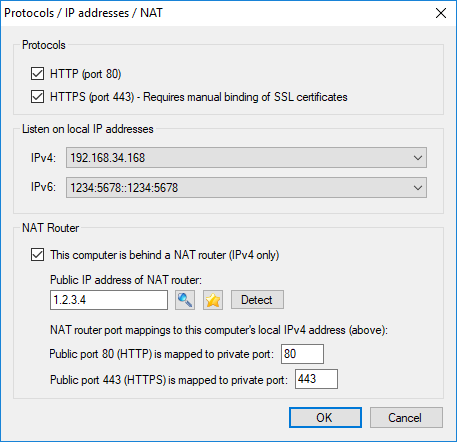 Protocols / IP addresses / NAT
Protocols
HTTP (port 80)
HTTPS (port 443) - Requires manual binding of SSL certificates
Listen on local IP addresses
IPv4: 192.168.34.168
IPv6: 1234:5678::1234:5678
NAT Router
This computer is behind a NAT router (IPv4 only)
Public IP address of NAT router:
1.2.3.4 Detect
NAT router port mappings to this computer's local IPv4 address (above):
Public port 80 (HTTP) is mapped to private port: 80
Public port 443 (HTTPS) is mapped to private port: 443
OK Cancel